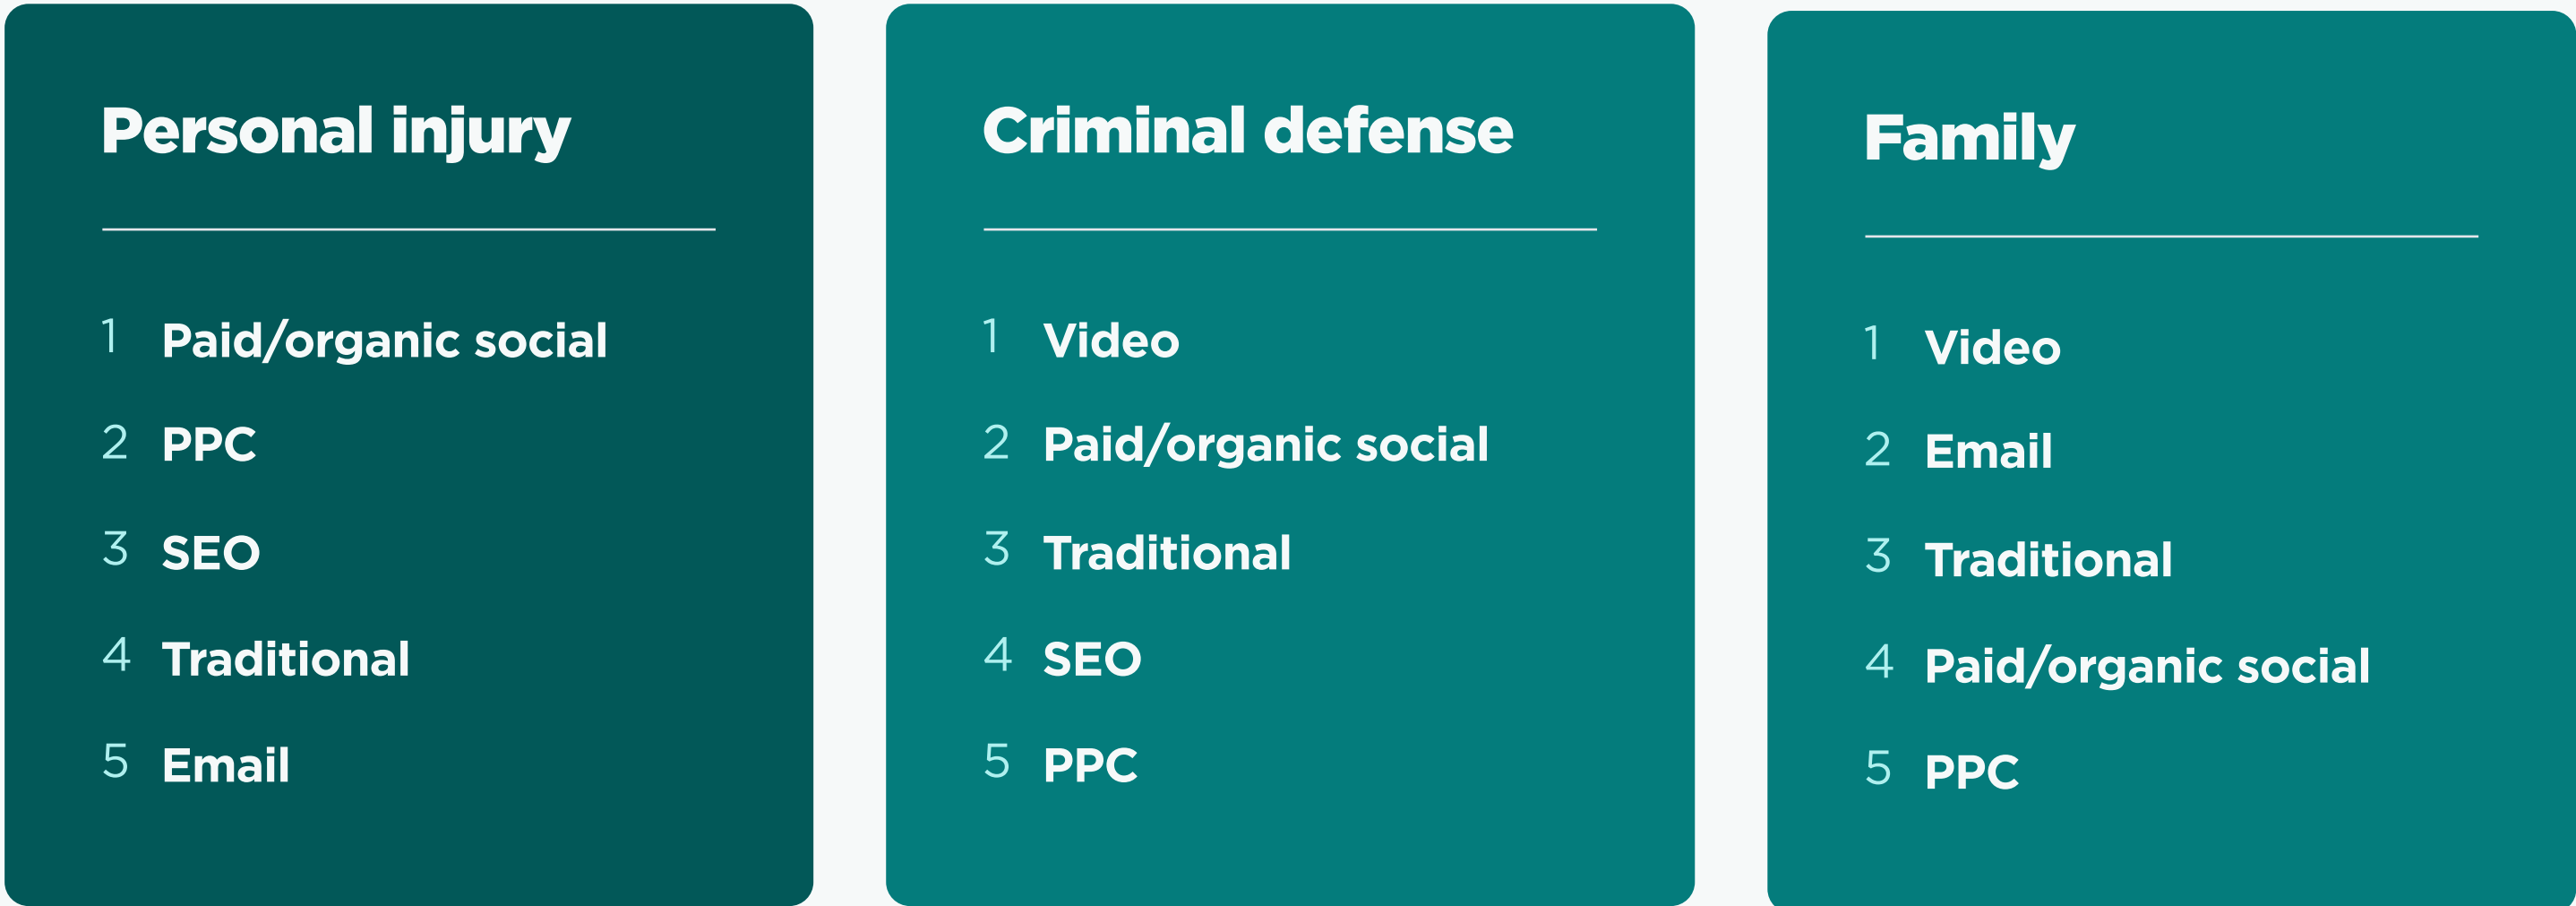 Personal injury
1 Paid/organic social
2 PPC
3 SEO
4 Traditional
5 Email
Criminal defense
1 Video
2 Paid/organic social
3 Traditional
4 SEO
5 PPC
Family
1 Video
2 Email
3 Traditional
4 Paid/organic social
5 PPC